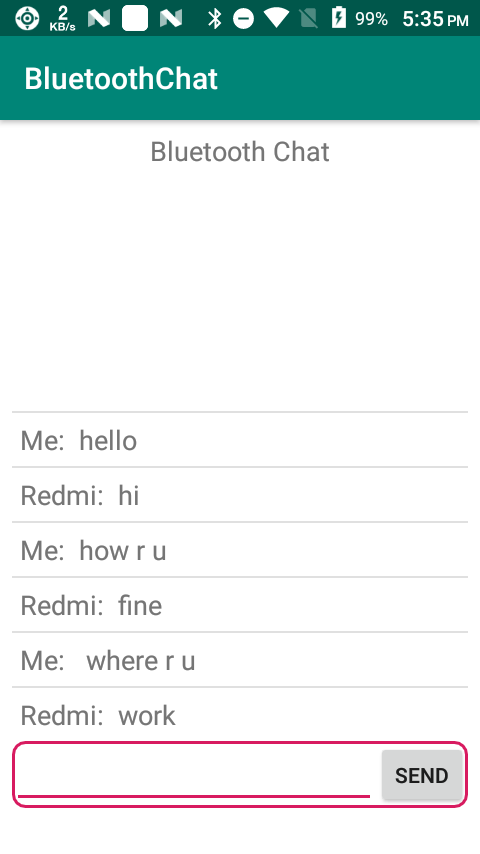 2 KB/s 99% 5:35 PM
BluetoothChat
Bluetooth Chat
Me: hello
Redmi: hi
Me: how r u
Redmi: fine
Me: where r u
Redmi: work
SEND